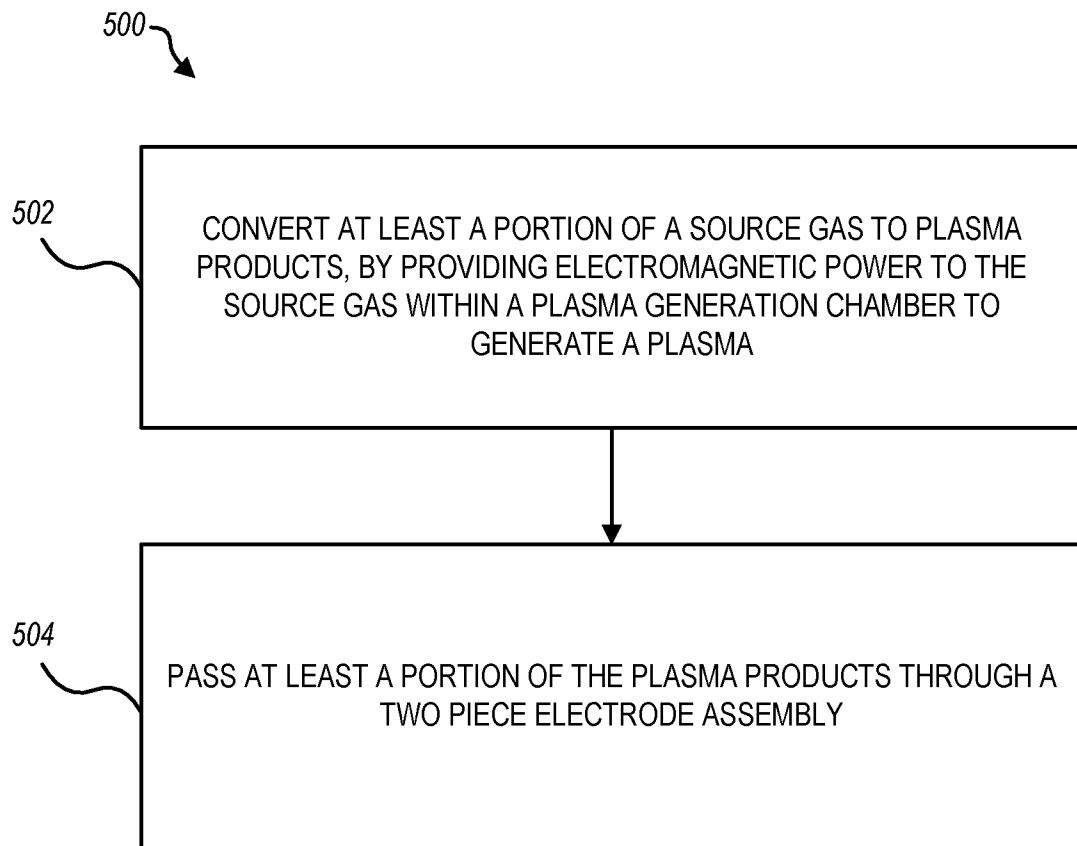 500
502
CONVERT AT LEAST A PORTION OF A SOURCE GAS TO PLASMA
PRODUCTS, BY PROVIDING ELECTROMAGNETIC POWER TO THE
SOURCE GAS WITHIN A PLASMA GENERATION CHAMBER TO
GENERATE A PLASMA
504
PASS AT LEAST A PORTION OF THE PLASMA PRODUCTS THROUGH A
TWO PIECE ELECTRODE ASSEMBLY